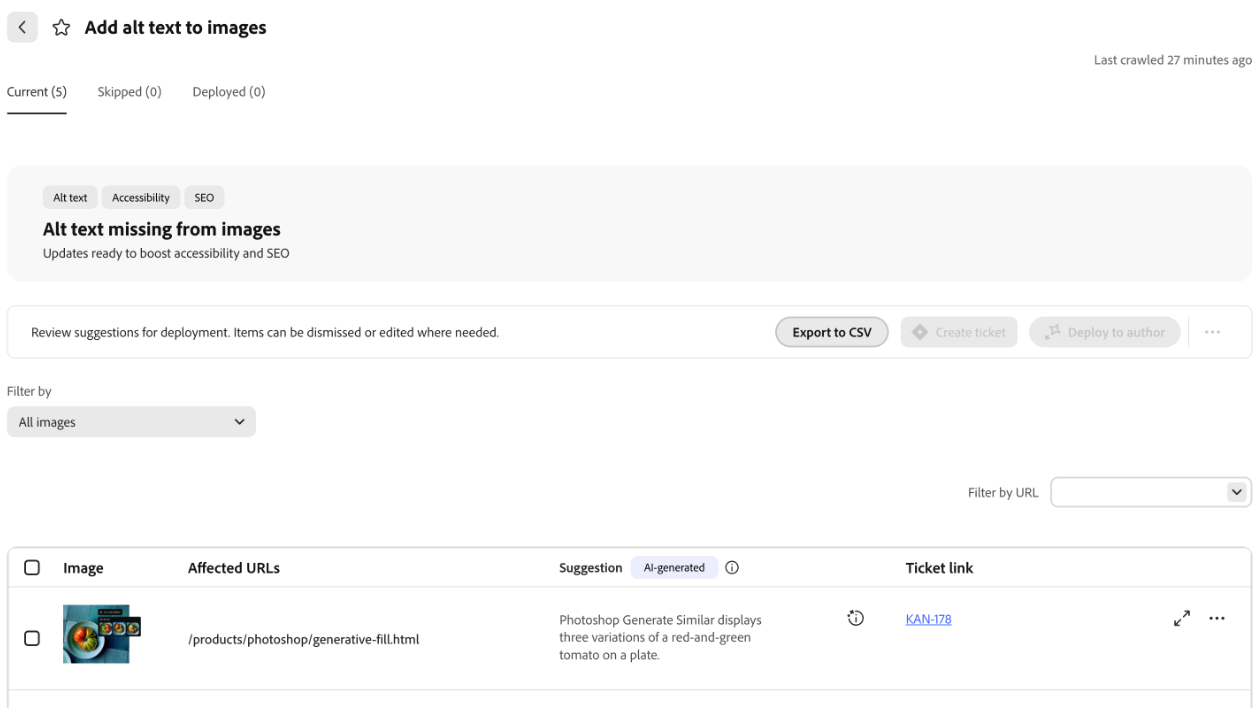 Add alt text to images
Last crawled 27 minutes ago
Current (5) Skipped (0) Deployed (0)
Alt text Accessibility SEO
Alt text missing from images
Updates ready to boost accessibility and SEO
Review suggestions for deployment. Items can be dismissed or edited where needed. Export to CSV Create ticket Deploy to author
Filter by
All images
Filter by URL
Image Affected URLs Suggestion AI-generated Ticket link
/products/photoshop/generative-fill.html
Photoshop Generate Similar displays
three variations of a red-and-green
tomato on a plate.
KAN-178